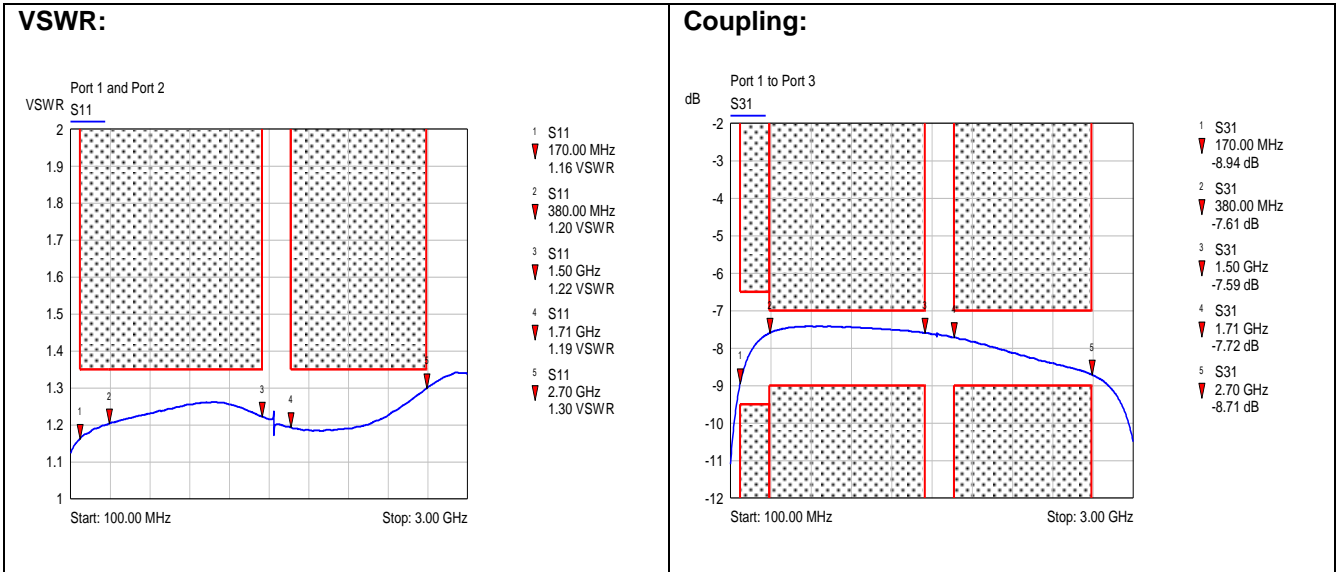 VSWR:
Port 1 and Port 2
VSWR
S11
2
1.9
1.8
1.7
1.6
1.5
1.4
1.3
1.2
1.1
1
1
2
3
4
5
Start: 100.00 MHz
Stop: 3.00 GHz
1 S11
170.00 MHz
1.16 VSWR
2 S11
380.00 MHz
1.20 VSWR
3 S11
1.50 GHz
1.22 VSWR
4 S11
1.71 GHz
1.19 VSWR
5 S11
2.70 GHz
1.30 VSWR
Coupling:
Port 1 to Port 3
dB
S31
-2
-3
-4
-5
-6
-7
-8
-9
-10
-11
-12
1
2
3
4
5
Start: 100.00 MHz
Stop: 3.00 GHz
1 S31
170.00 MHz
-8.94 dB
2 S31
380.00 MHz
-7.61 dB
3 S31
1.50 GHz
-7.59 dB
4 S31
1.71 GHz
-7.72 dB
5 S31
2.70 GHz
-8.71 dB